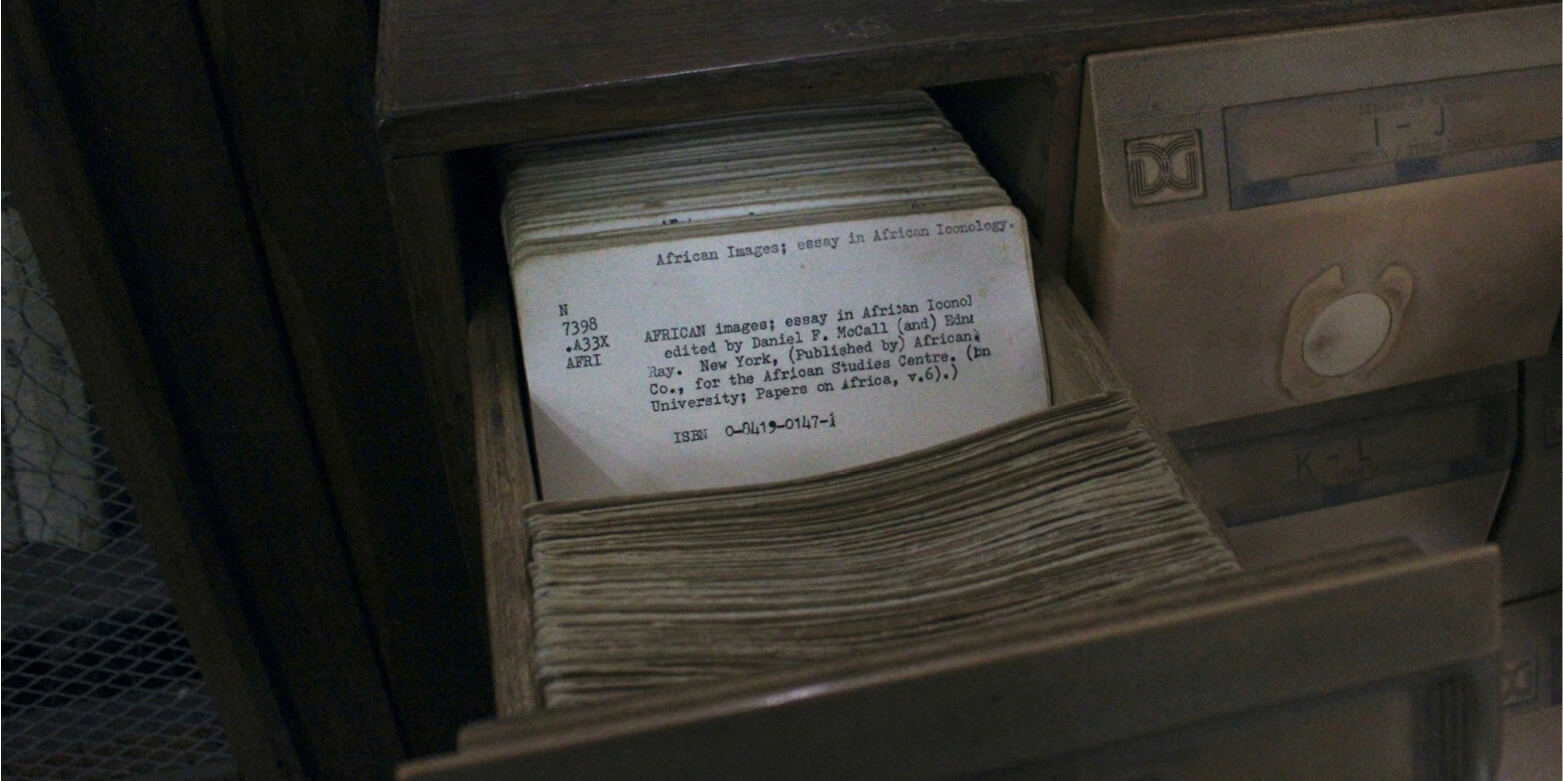 African Images; essay in African Iconology.
N
7398
.A33X
AFRI
AFRICAN images; essay in African Iconol
edited by Daniel F. McCall (and) Edna
Ray. New York, (Published by) African
Co., for the African Studies Centre. (bn
University; Papers on Africa, v.6).)
ISBN 0-8419-0147-1
I - J
K - L